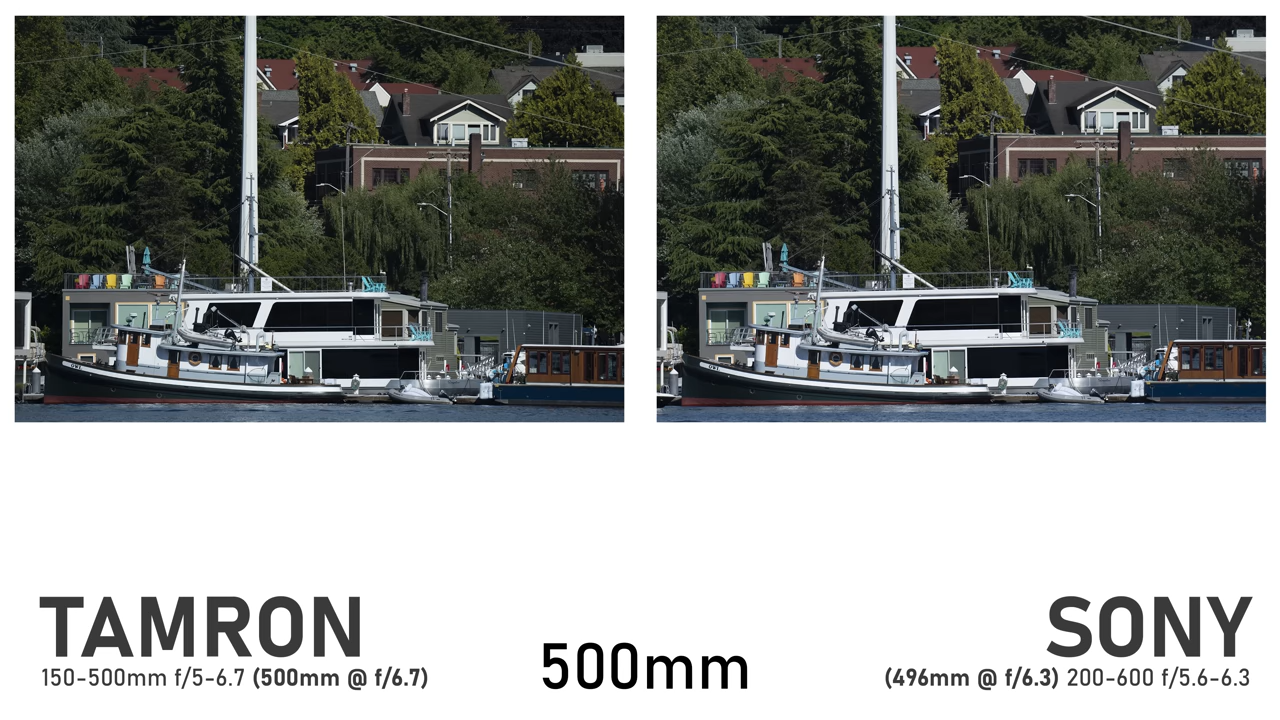 TAMRON
150-500mm f/5-6.7 (500mm @ f/6.7)
500mm
SONY
(496mm @ f/6.3) 200-600 f/5.6-6.3